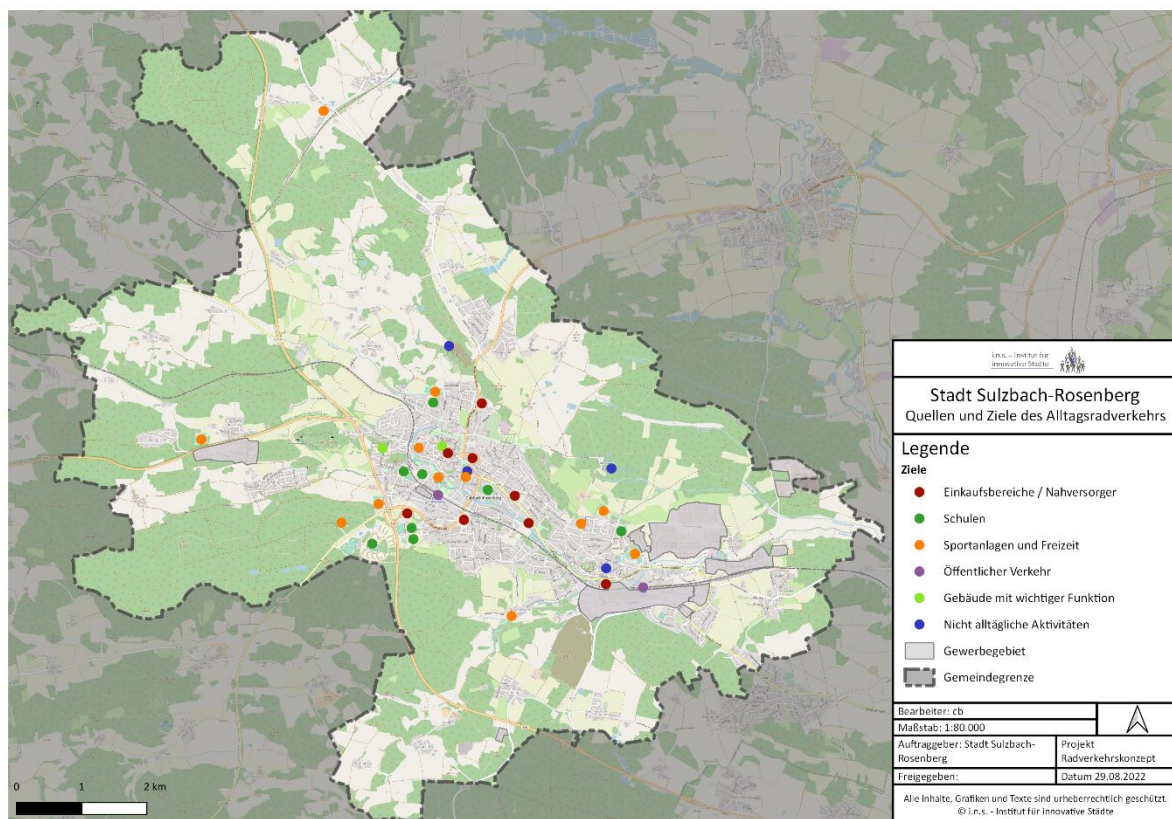 i.n.s. – Institut für
innovative Städte
Stadt Sulzbach-Rosenberg
Quellen und Ziele des Alltagsradverkehrs
Legende
Ziele
Einkaufsbereiche / Nahversorger
Schulen
Sportanlagen und Freizeit
Öffentlicher Verkehr
Gebäude mit wichtiger Funktion
Nicht alltägliche Aktivitäten
Gewerbegebiet
Gemeindegrenze
Bearbeiter: cb
Maßstab: 1:80.000
Auftraggeber: Stadt Sulzbach-
Rosenberg
Projekt
Radverkehrskonzept
Freigegeben:
Datum 29.08.2022
Alle Inhalte, Grafiken und Texte sind urheberrechtlich geschützt.
© i.n.s. - Institut für innovative Städte
0 1 2 km